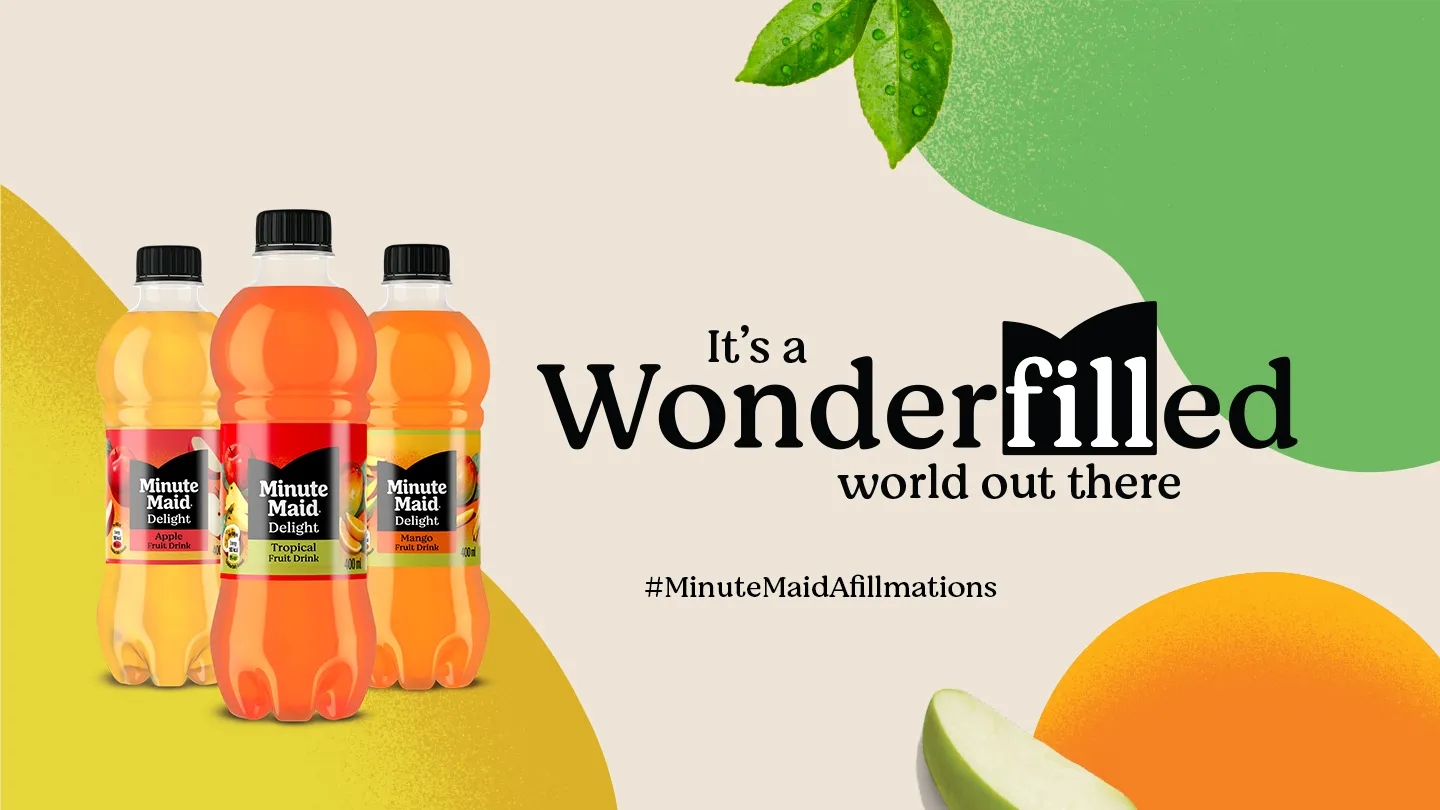 It's a
Wonderfilled
world out there
#MinuteMaidAfillmations
Minute
Maid
Delight
Apple
Fruit Drink
Minute
Maid
Delight
Tropical
Fruit Drink
400 ml
Minute
Maid
Delight
Mango
Fruit Drink
400 ml